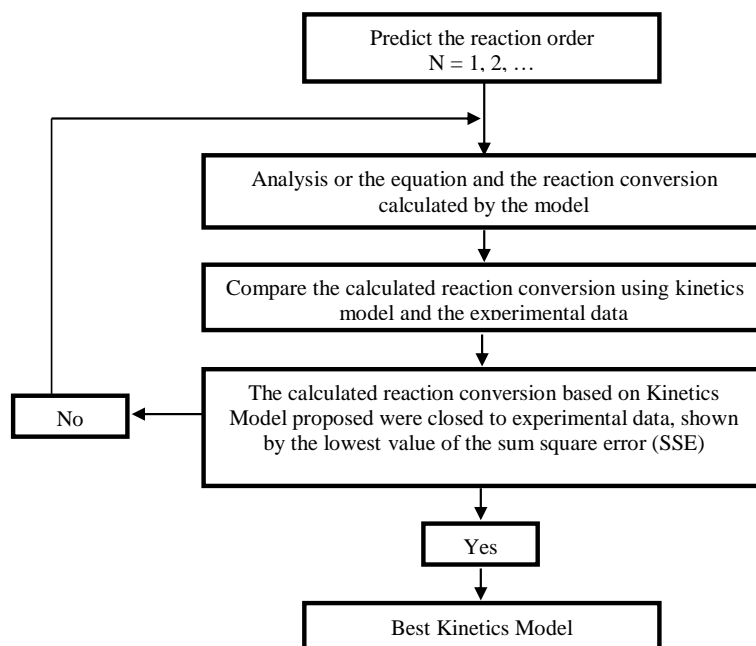 Predict the reaction order
N = 1, 2, …
Analysis or the equation and the reaction conversion
calculated by the model
Compare the calculated reaction conversion using kinetics
model and the experimental data
The calculated reaction conversion based on Kinetics
Model proposed were closed to experimental data, shown
by the lowest value of the sum square error (SSE)
No
Yes
Best Kinetics Model